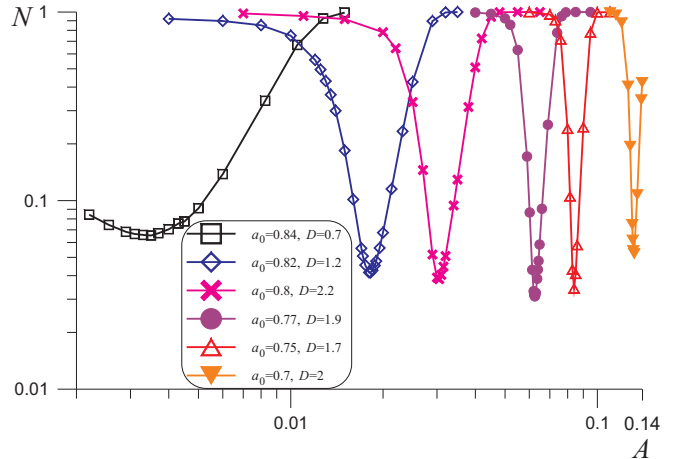 N
1
0.1
0.01
a0=0.84, D=0.7
a0=0.82, D=1.2
a0=0.8, D=2.2
a0=0.77, D=1.9
a0=0.75, D=1.7
a0=0.7, D=2
0.01 0.1 0.14
A